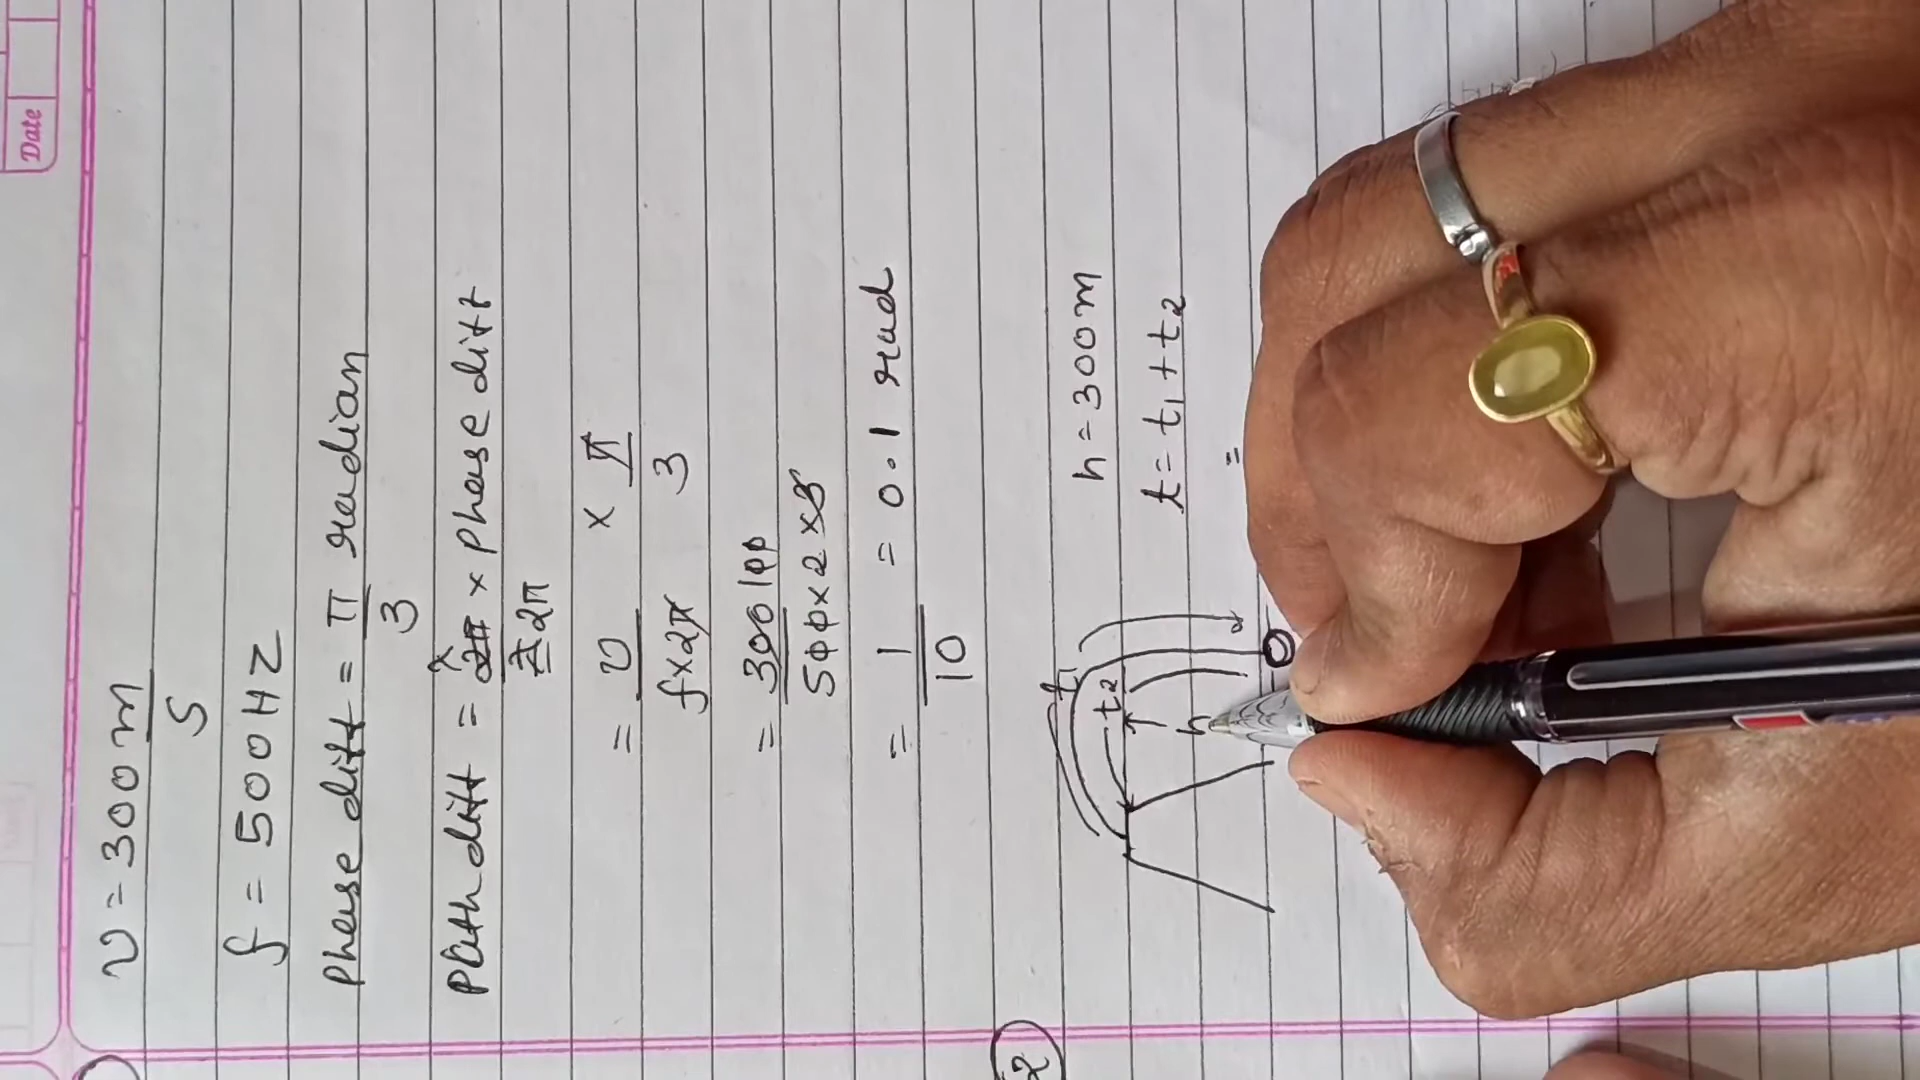 Date
v = 300 m
S
f = 500 HZ
Phase diff = π radian
3
Path diff = λ × Phase diff
2π
= v × π
f×2π 3
= 300 100
500×2×3
= 1 = 0.1 rad
10
2
h = 300 m
t = t1 + t2
=
t2
h